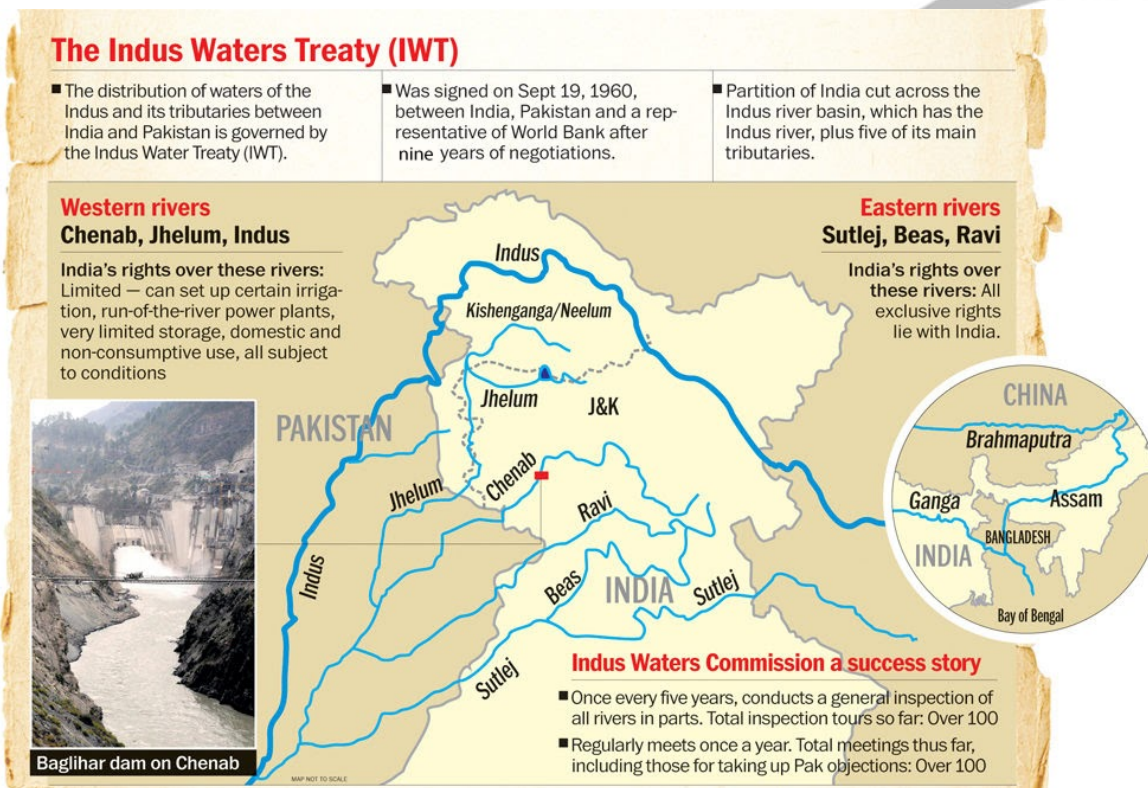 The Indus Waters Treaty (IWT)
■ The distribution of waters of the
Indus and its tributaries between
India and Pakistan is governed by
the Indus Water Treaty (IWT).
■ Was signed on Sept 19, 1960,
between India, Pakistan and a rep-
resentative of World Bank after
nine years of negotiations.
■ Partition of India cut across the
Indus river basin, which has the
Indus river, plus five of its main
tributaries.
Western rivers
Chenab, Jhelum, Indus
India's rights over these rivers:
Limited — can set up certain irriga-
tion, run-of-the-river power plants,
very limited storage, domestic and
non-consumptive use, all subject
to conditions
Eastern rivers
Sutlej, Beas, Ravi
India's rights over
these rivers: All
exclusive rights
lie with India.
Indus
Kishenganga/Neelum
Jhelum
J&K
PAKISTAN
Chenab
Jhelum
Ravi
Indus
Beas
INDIA
Sutlej
Sutlej
CHINA
Brahmaputra
Ganga
Assam
BANGLADESH
INDIA
Bay of Bengal
Indus Waters Commission a success story
■ Once every five years, conducts a general inspection of
all rivers in parts. Total inspection tours so far: Over 100
■ Regularly meets once a year. Total meetings thus far,
including those for taking up Pak objections: Over 100
Baglihar dam on Chenab
MAP NOT TO SCALE